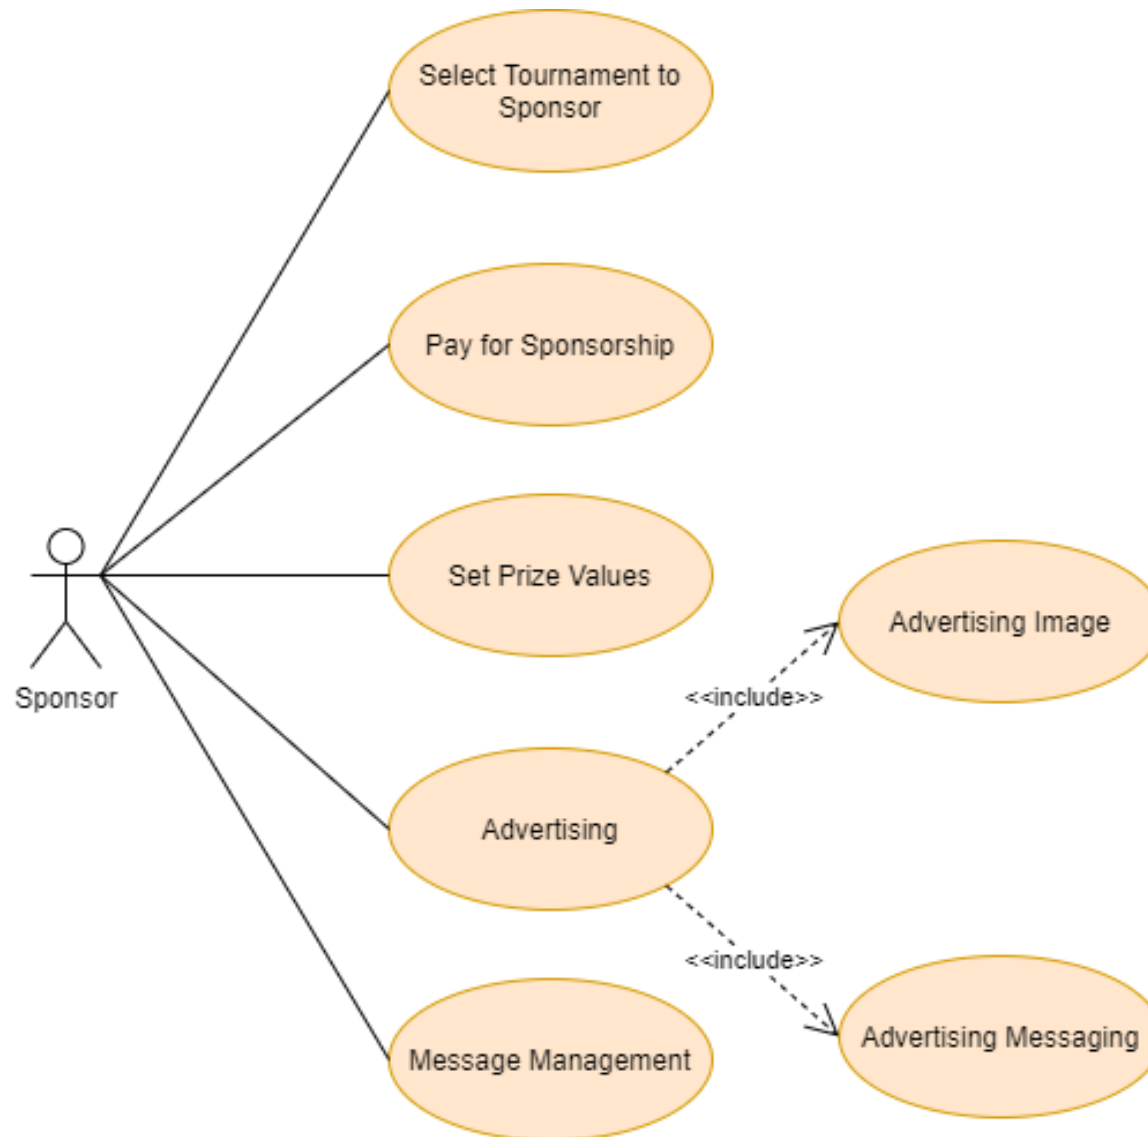 Select Tournament to
Sponsor
Pay for Sponsorship
Set Prize Values
Advertising Image
Sponsor
<<include>>
Advertising
<<include>>
Advertising Messaging
Message Management